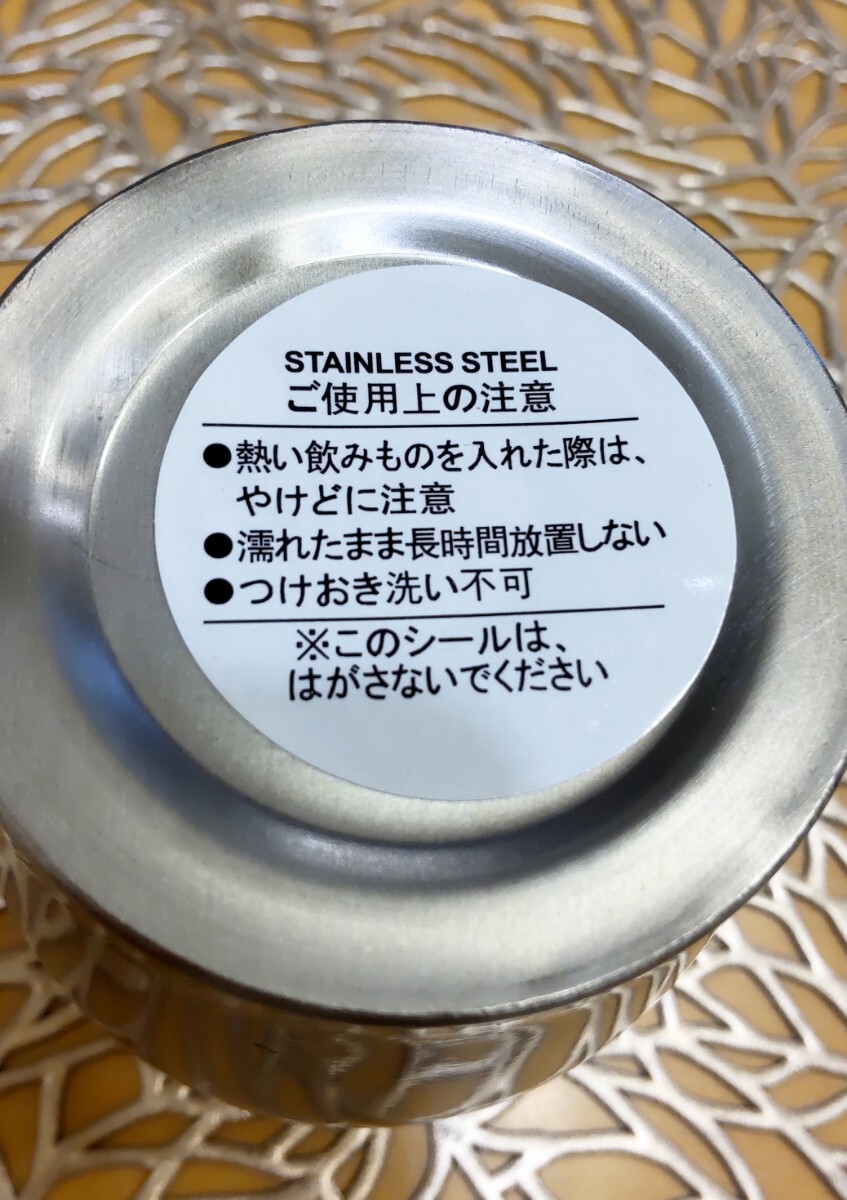 STAINLESS STEEL
ご使用上の注意
●熱い飲みものを入れた際は、
やけどに注意
●濡れたまま長時間放置しない
●つけおき洗い不可
※このシールは、
はがさないでください